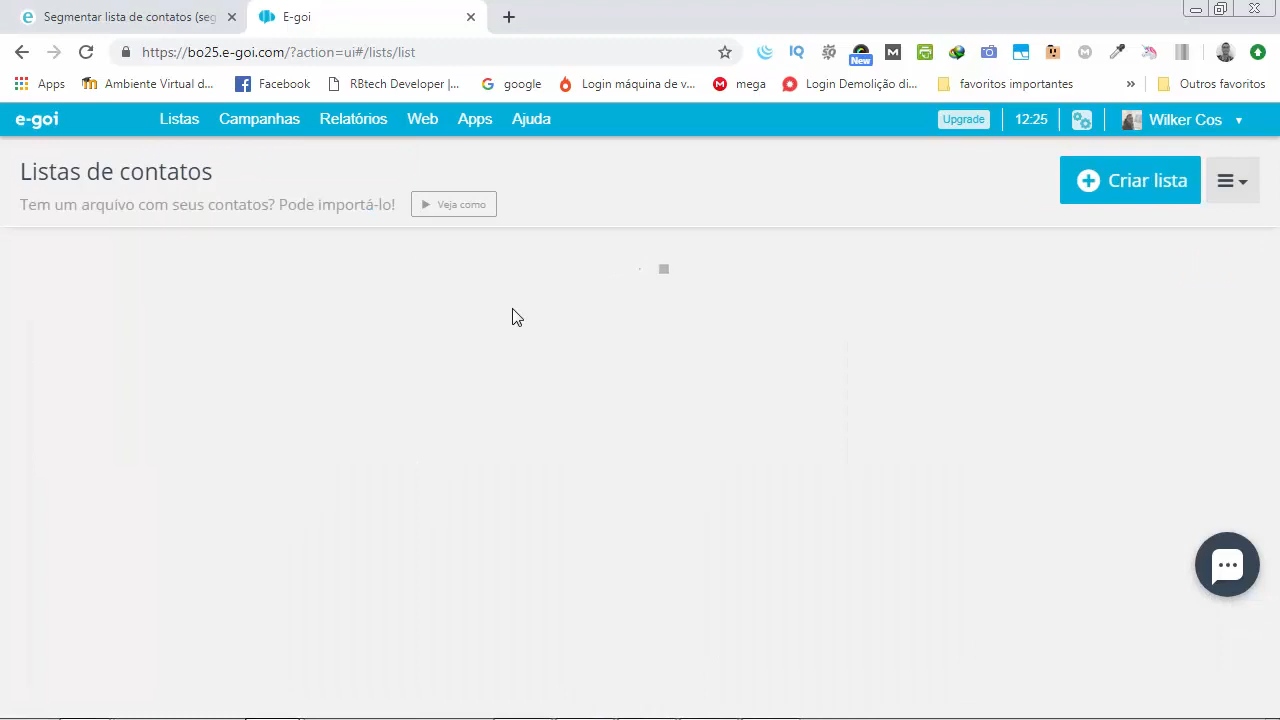 Segmentar lista de contatos (seg
E-goi
https://bo25.e-goi.com/?action=ui#/lists/list
IQ
New
M
M
Apps
Ambiente Virtual d...
Facebook
RBtech Developer |...
google
Login máquina de v...
mega
Login Demolição di...
favoritos importantes
»
Outros favoritos
e-goi
Listas
Campanhas
Relatórios
Web
Apps
Ajuda
Upgrade
12:25
Wilker Cos
Listas de contatos
Tem um arquivo com seus contatos? Pode importá-lo!
Veja como
Criar lista